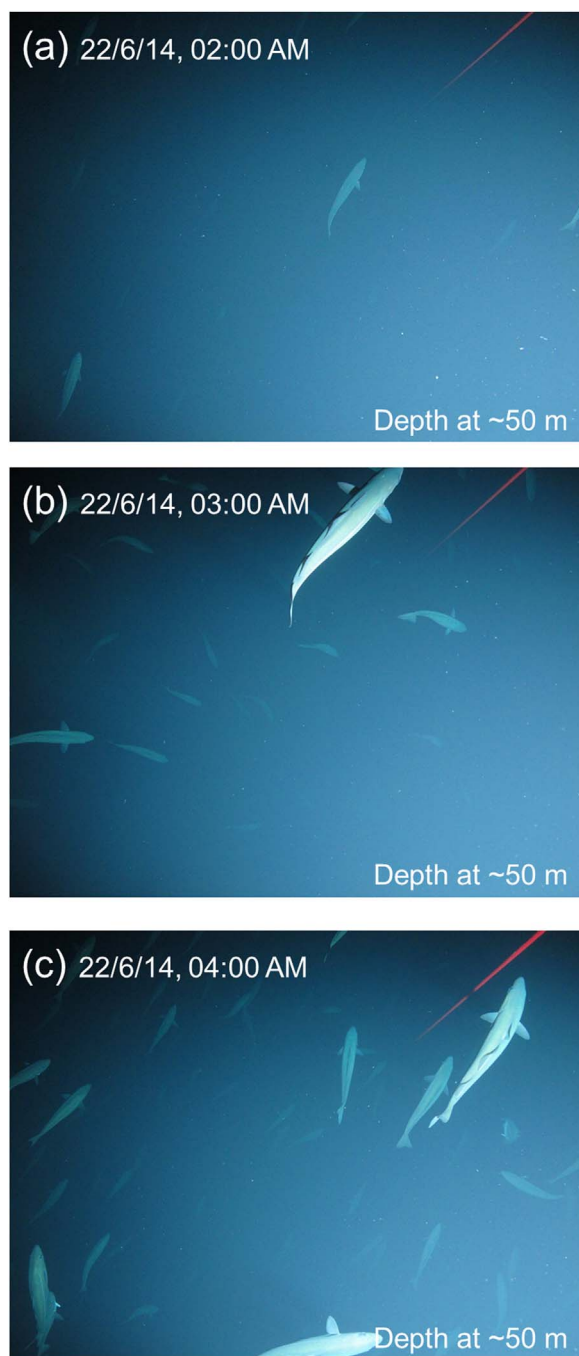 (a) 22/6/14, 02:00 AM
Depth at ~50 m
(b) 22/6/14, 03:00 AM
Depth at ~50 m
(c) 22/6/14, 04:00 AM
Depth at ~50 m